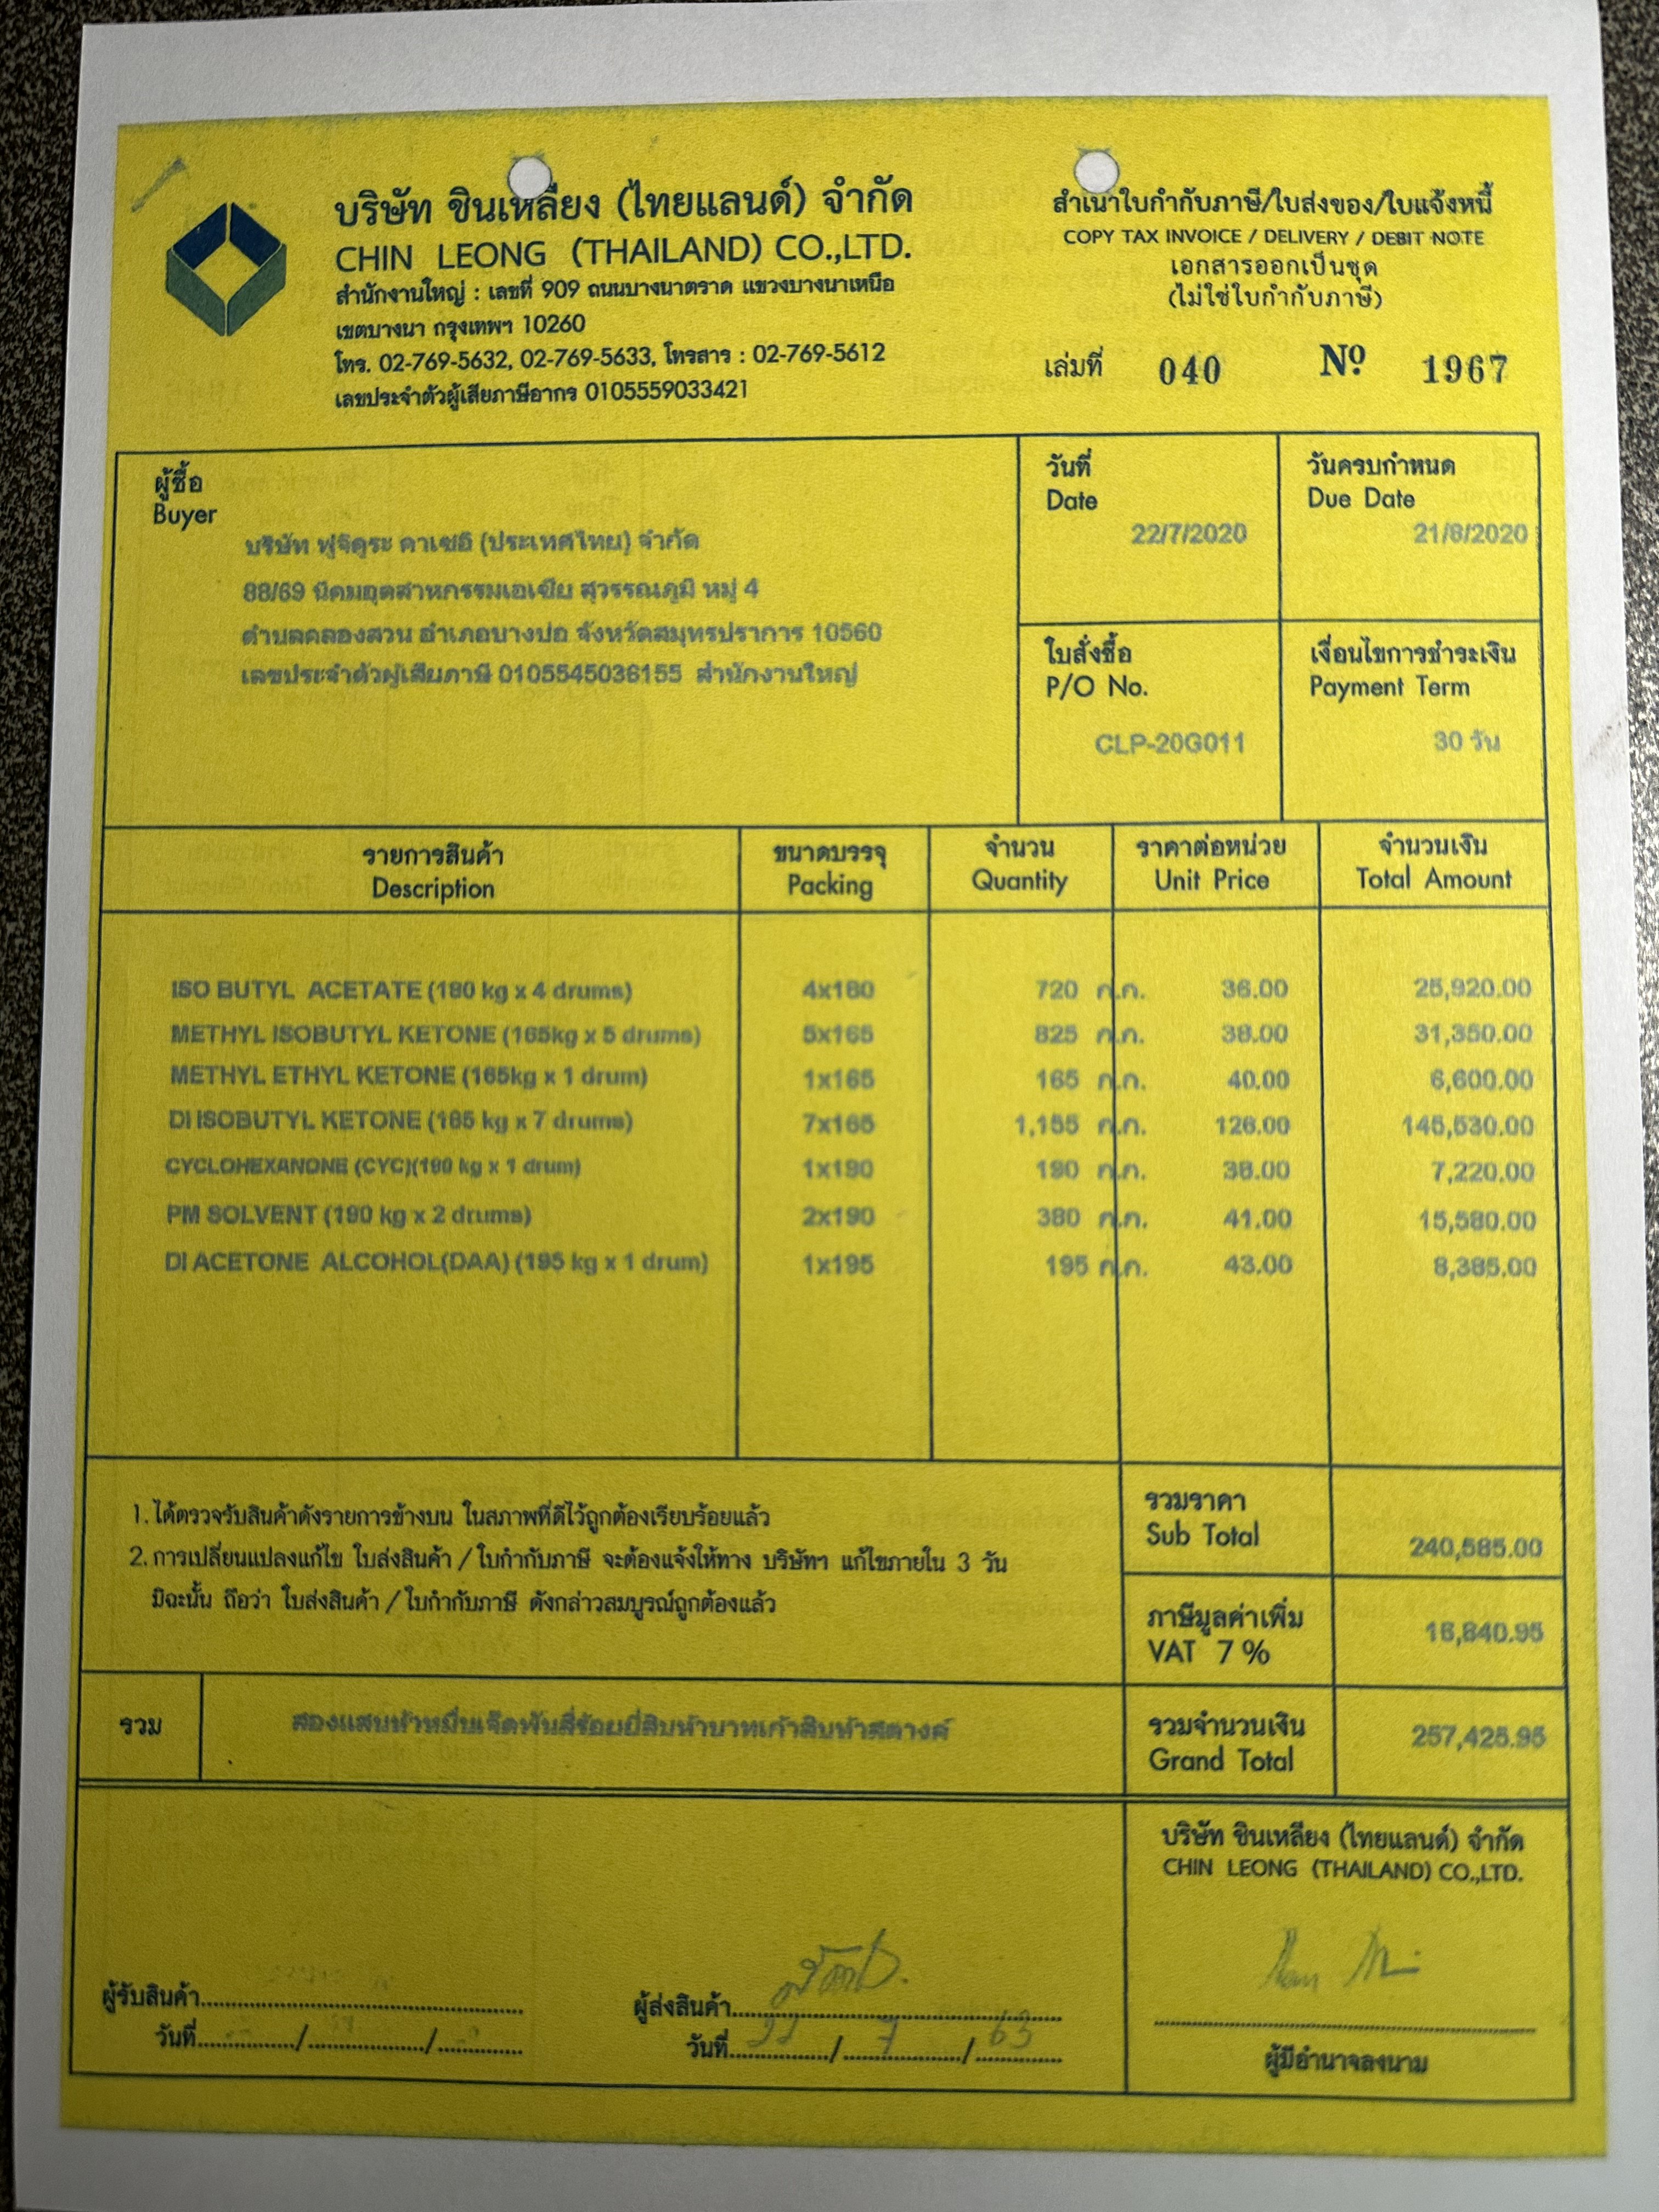 บริษัท ชินเหลียง (ไทยแลนด์) จำกัด
CHIN LEONG (THAILAND) CO.,LTD.
สำนักงานใหญ่ : เลขที่ 909 ถนนบางนาตราด แขวงบางนาเหนือ
เขตบางนา กรุงเทพฯ 10260
โทร. 02-769-5632, 02-769-5633, โทรสาร : 02-769-5612
เลขประจำตัวผู้เสียภาษีอากร 0105559033421
สำเนาใบกำกับภาษี/ใบส่งของ/ใบแจ้งหนี้
COPY TAX INVOICE / DELIVERY / DEBIT NOTE
เอกสารออกเป็นชุด
(ไม่ใช่ใบกำกับภาษี)
เล่มที่ 040 Nº 1967
ผู้ซื้อ
Buyer
บริษัท ฟูจิคูระ คาเซอิ (ประเทศไทย) จำกัด
88/69 นิคมอุตสาหกรรมเอเซีย สุวรรณภูมิ หมู่ 4
ตำบลคลองสวน อำเภอบางบ่อ จังหวัดสมุทรปราการ 10560
เลขประจำตัวผู้เสียภาษี 0105545036155 สำนักงานใหญ่
วันที่
Date
22/7/2020
วันครบกำหนด
Due Date
21/8/2020
ใบสั่งซื้อ
P/O No.
CLP-20G011
เงื่อนไขการชำระเงิน
Payment Term
30 วัน
รายการสินค้า ขนาดบรรจุ จำนวน ราคาต่อหน่วย จำนวนเงิน
Description Packing Quantity Unit Price Total Amount
ISO BUTYL ACETATE (180 kg x 4 drums) 4x180 720 ก.ก. 36.00 25,920.00
METHYL ISOBUTYL KETONE (165kg x 5 drums) 5x165 825 ก.ก. 38.00 31,350.00
METHYL ETHYL KETONE (165kg x 1 drum) 1x165 165 ก.ก. 40.00 6,600.00
DI ISOBUTYL KETONE (165 kg x 7 drums) 7x165 1,155 ก.ก. 126.00 145,530.00
CYCLOHEXANONE (CYC)(190 kg x 1 drum) 1x190 190 ก.ก. 38.00 7,220.00
PM SOLVENT (190 kg x 2 drums) 2x190 380 ก.ก. 41.00 15,580.00
DI ACETONE ALCOHOL(DAA) (195 kg x 1 drum) 1x195 195 ก.ก. 43.00 8,385.00
1. ได้ตรวจรับสินค้าดังรายการข้างบน ในสภาพที่ดีไว้ถูกต้องเรียบร้อยแล้ว
2. การเปลี่ยนแปลงแก้ไข ใบส่งสินค้า / ใบกำกับภาษี จะต้องแจ้งให้ทาง บริษัทฯ แก้ไขภายใน 3 วัน
มิฉะนั้น ถือว่า ใบส่งสินค้า / ใบกำกับภาษี ดังกล่าวสมบูรณ์ถูกต้องแล้ว
รวมราคา
Sub Total 240,585.00
ภาษีมูลค่าเพิ่ม
VAT 7 % 16,840.95
รวม สองแสนห้าหมื่นเจ็ดพันสี่ร้อยยี่สิบห้าบาทเก้าสิบห้าสตางค์
รวมจำนวนเงิน
Grand Total 257,425.95
บริษัท ชินเหลียง (ไทยแลนด์) จำกัด
CHIN LEONG (THAILAND) CO.,LTD.
ผู้รับสินค้า
วันที่ / /
ผู้ส่งสินค้า
วันที่ 22 / 7 / 63
ผู้มีอำนาจลงนาม